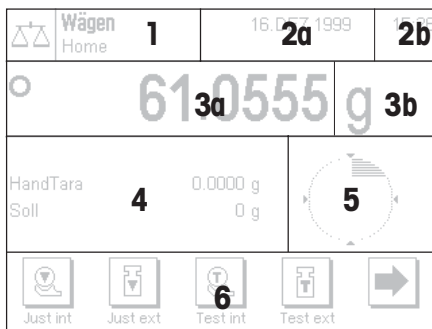 Wägen
Home
1
16.DEZ 1999
2a
2b
61.0555 g
3a
3b
HandTara 0.0000 g
Soll 0 g
4
5
6
Just int Just ext Test int Test ext